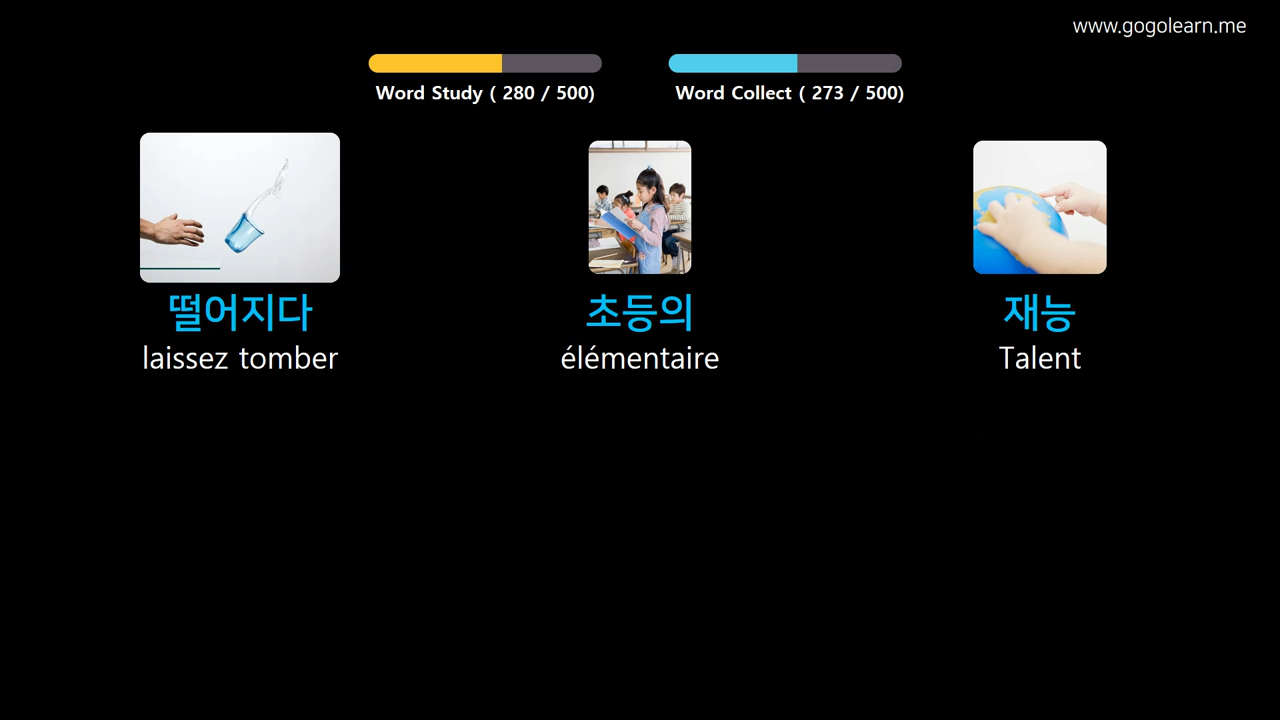 www.gogolearn.me
Word Study ( 280 / 500)
Word Collect ( 273 / 500)
떨어지다
laissez tomber
초등의
élémentaire
재능
Talent